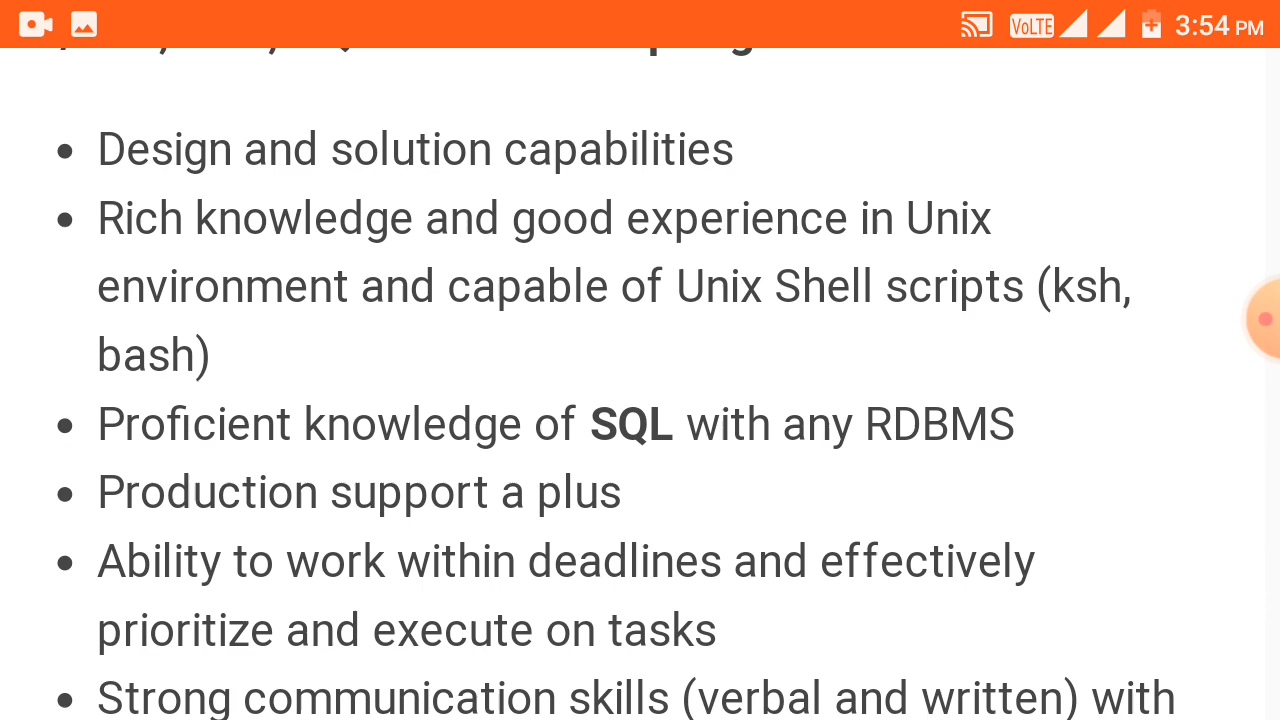 VoLTE 3:54 PM
• Design and solution capabilities
• Rich knowledge and good experience in Unix
environment and capable of Unix Shell scripts (ksh,
bash)
• Proficient knowledge of SQL with any RDBMS
• Production support a plus
• Ability to work within deadlines and effectively
prioritize and execute on tasks
• Strong communication skills (verbal and written) with